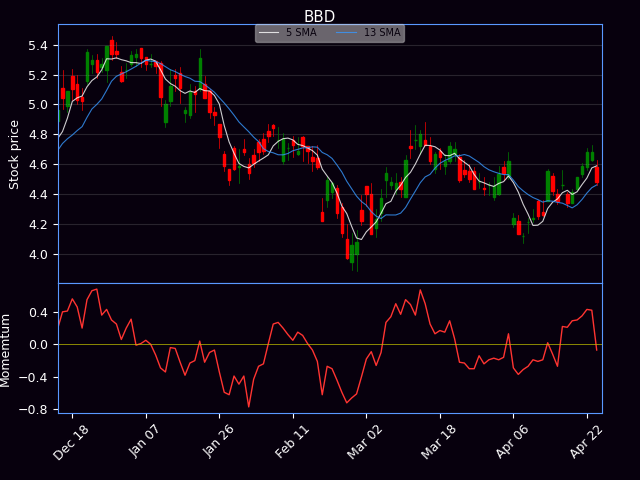 BBD
5 SMA
13 SMA
Stock price
5.4
5.2
5.0
4.8
4.6
4.4
4.2
4.0
Momemtum
0.4
0.0
−0.4
−0.8
Dec 18
Jan 07
Jan 26
Feb 11
Mar 02
Mar 18
Apr 06
Apr 22